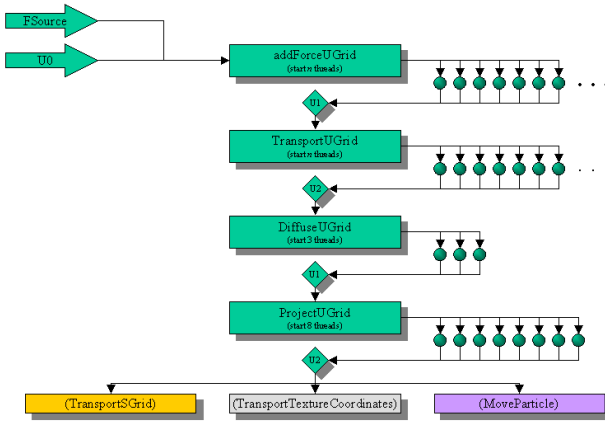 FSource
U0
addForceUGrid
(start n threads)
. . .
U1
TransportUGrid
(start n threads)
. .
U2
DiffuseUGrid
(start 3 threads)
U1
ProjectUGrid
(start 8 threads)
U2
(TransportSGrid) (TransportTextureCoordinates) (MoveParticle)